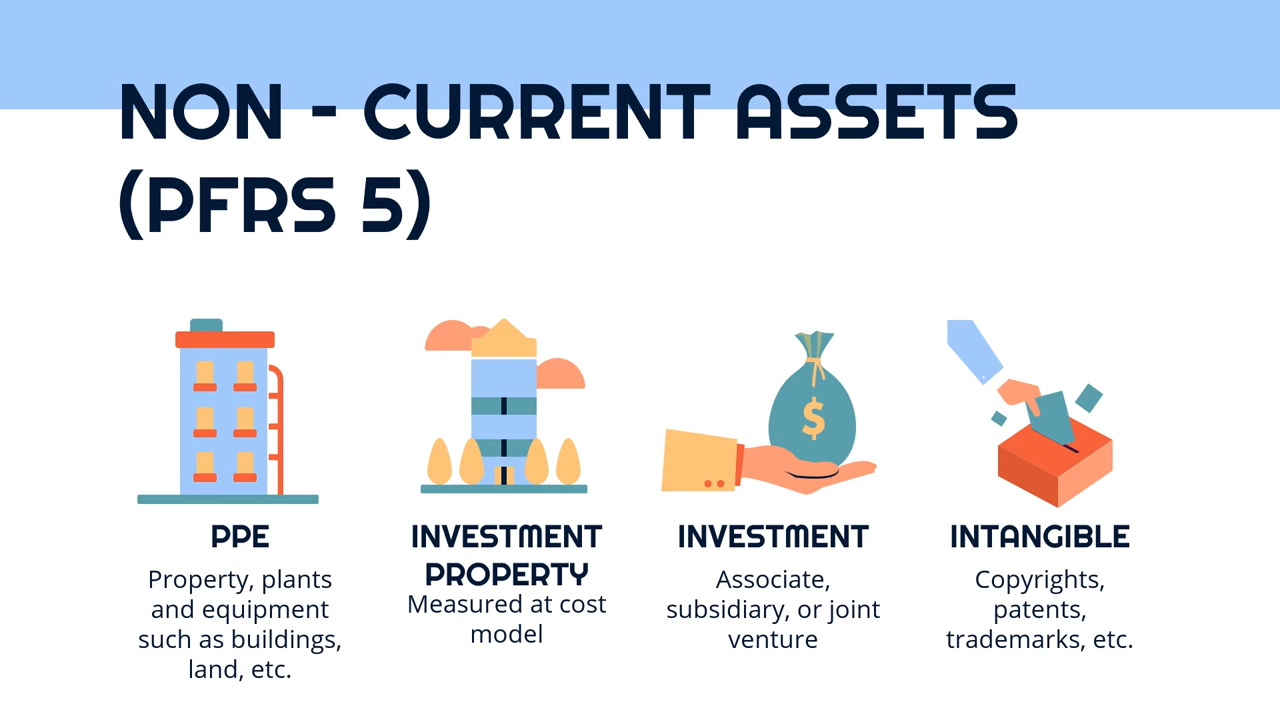 NON - CURRENT ASSETS
(PFRS 5)
$
PPE
Property, plants
and equipment
such as buildings,
land, etc.
INVESTMENT
PROPERTY
Measured at cost
model
INVESTMENT
Associate,
subsidiary, or joint
venture
INTANGIBLE
Copyrights,
patents,
trademarks, etc.